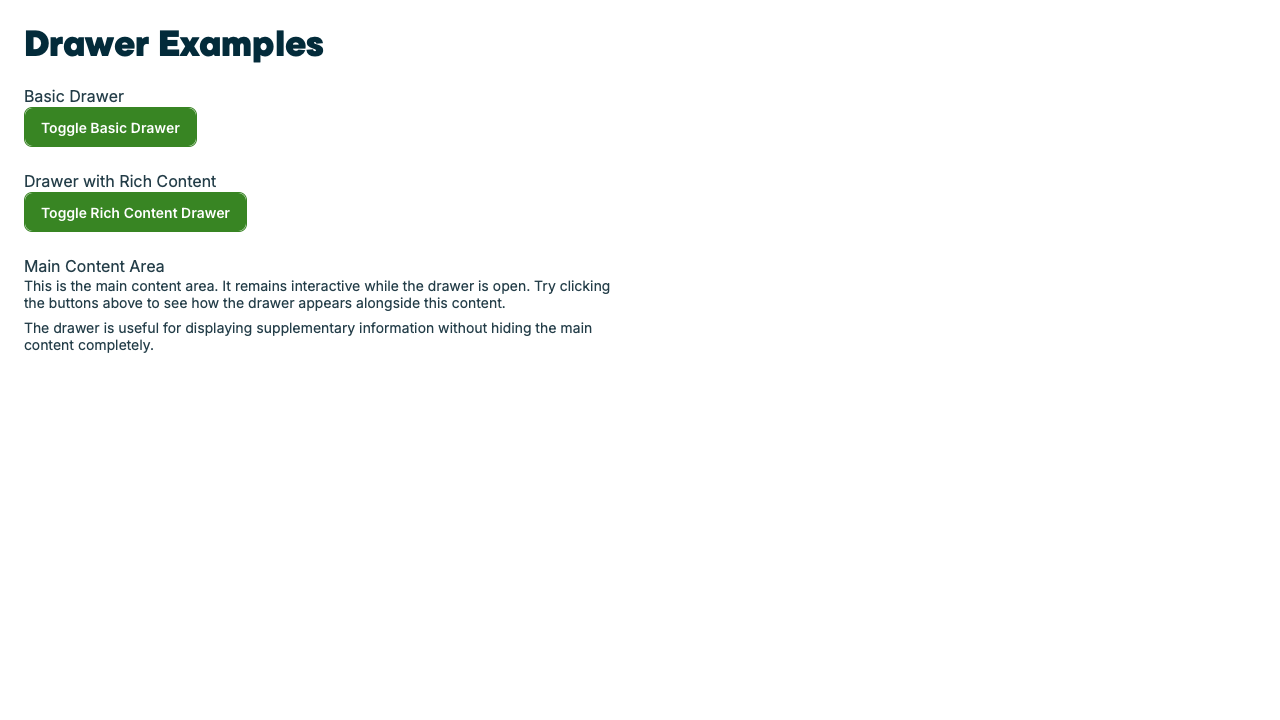 Drawer Examples
Basic Drawer
Toggle Basic Drawer
Drawer with Rich Content
Toggle Rich Content Drawer
Main Content Area
This is the main content area. It remains interactive while the drawer is open. Try clicking
the buttons above to see how the drawer appears alongside this content.
The drawer is useful for displaying supplementary information without hiding the main
content completely.